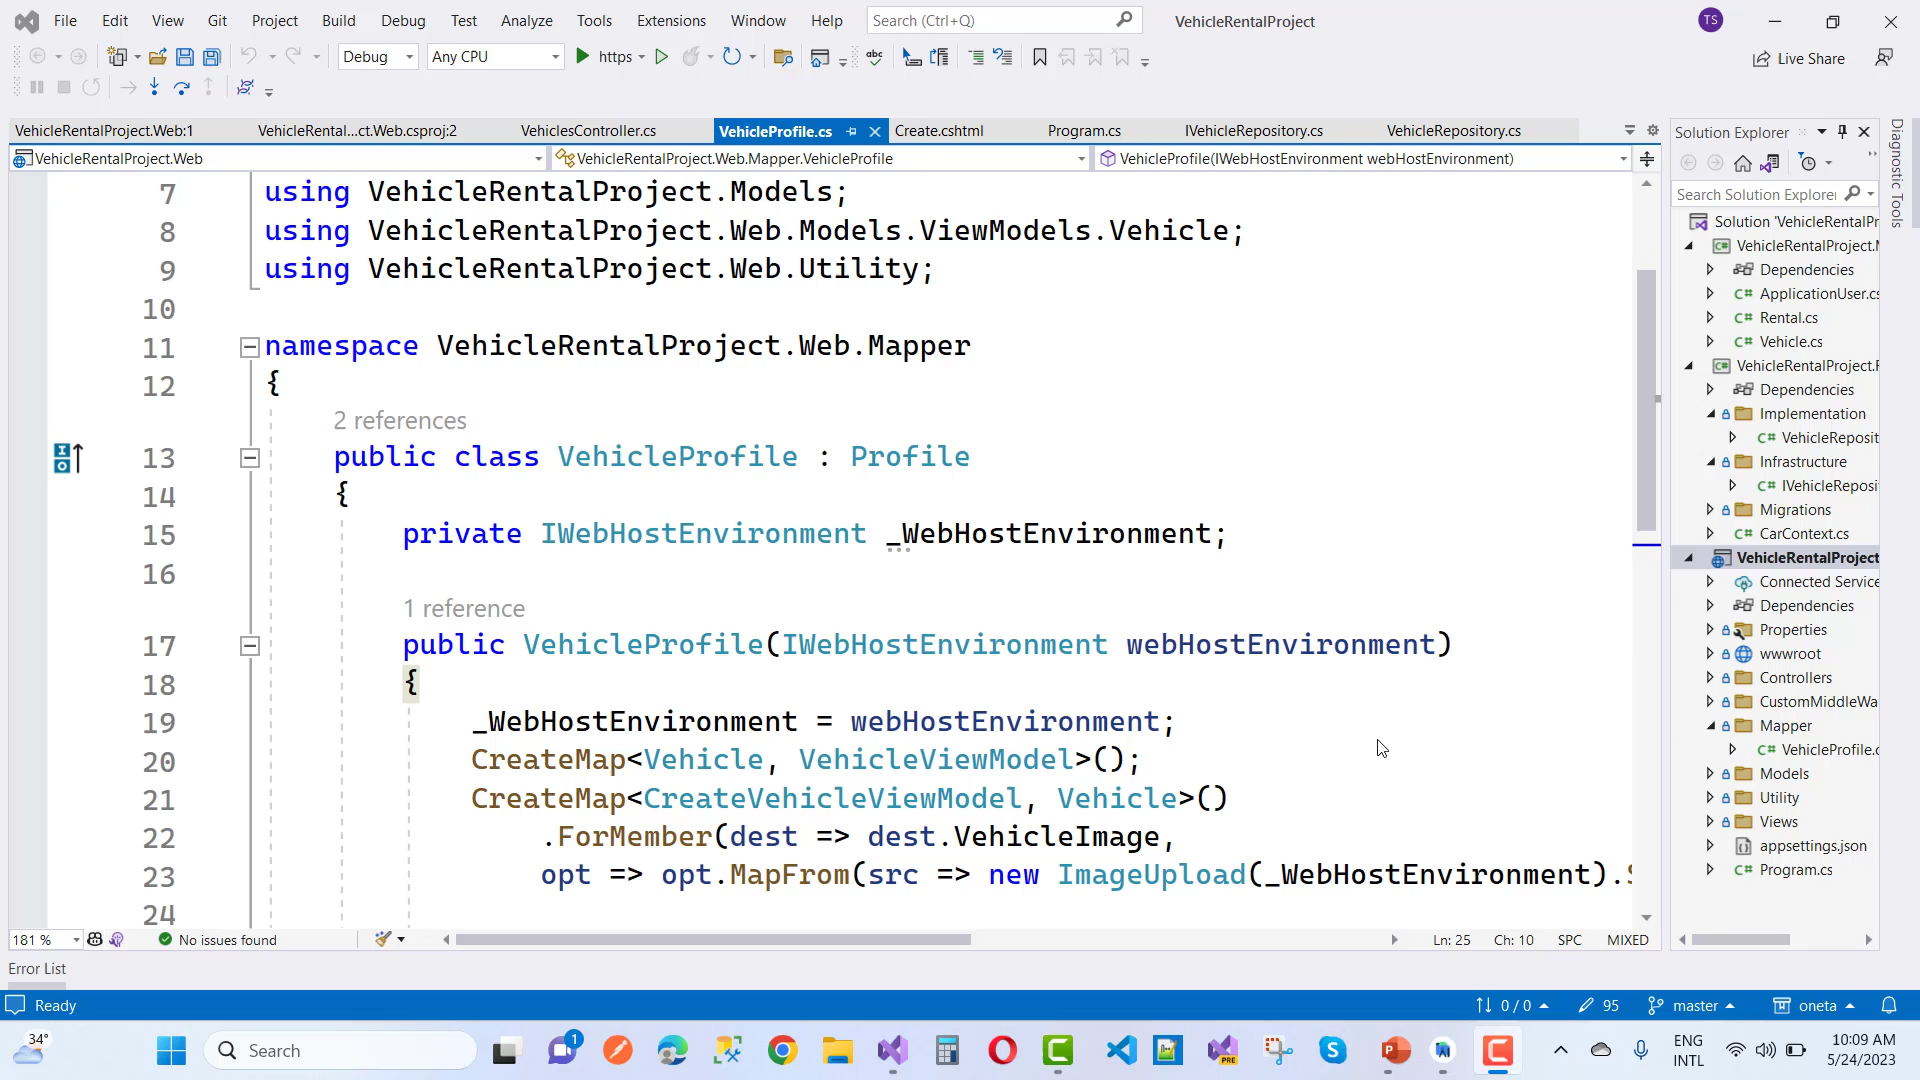 File Edit View Git Project Build Debug Test Analyze Tools Extensions Window Help Search (Ctrl+Q) VehicleRentalProject TS
Debug Any CPU https Live Share
VehicleRentalProject.Web:1 VehicleRental...ct.Web.csproj:2 VehiclesController.cs VehicleProfile.cs Create.cshtml Program.cs IVehicleRepository.cs VehicleRepository.cs
VehicleRentalProject.Web VehicleRentalProject.Web.Mapper.VehicleProfile VehicleProfile(IWebHostEnvironment webHostEnvironment)
7 using VehicleRentalProject.Models;
8 using VehicleRentalProject.Web.Models.ViewModels.Vehicle;
9 using VehicleRentalProject.Web.Utility;
10
11 namespace VehicleRentalProject.Web.Mapper
12 {
2 references
13 public class VehicleProfile : Profile
14 {
15 private IWebHostEnvironment _WebHostEnvironment;
16
1 reference
17 public VehicleProfile(IWebHostEnvironment webHostEnvironment)
18 {
19 _WebHostEnvironment = webHostEnvironment;
20 CreateMap<Vehicle, VehicleViewModel>();
21 CreateMap<CreateVehicleViewModel, Vehicle>()
22 .ForMember(dest => dest.VehicleImage,
23 opt => opt.MapFrom(src => new ImageUpload(_WebHostEnvironment).
24
181 % No issues found Ln: 25 Ch: 10 SPC MIXED
Error List
Ready 0 / 0 95 master oneta
Solution Explorer
Search Solution Explorer
Solution 'VehicleRentalPr
VehicleRentalProject.
Dependencies
ApplicationUser.cs
Rental.cs
Vehicle.cs
VehicleRentalProject.
Dependencies
Implementation
VehicleReposit
Infrastructure
IVehicleReposi
Migrations
CarContext.cs
VehicleRentalProject
Connected Service
Dependencies
Properties
wwwroot
Controllers
CustomMiddleWa
Mapper
VehicleProfile.c
Models
Utility
Views
appsettings.json
Program.cs
Diagnostic Tools
34° Search 1 PRE ENG INTL 10:09 AM 5/24/2023